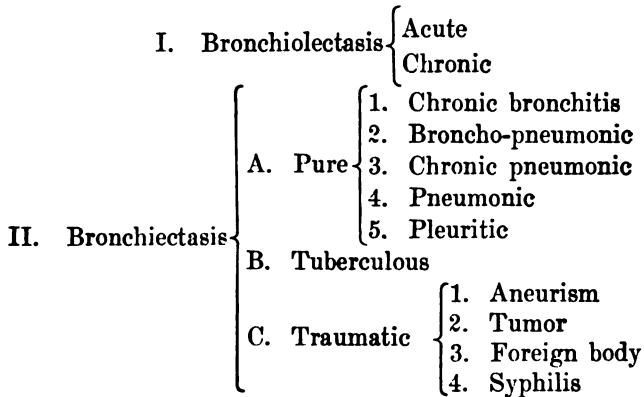 I. Bronchiolectasis
Acute
Chronic
II. Bronchiectasis
A. Pure
1. Chronic bronchitis
2. Broncho-pneumonic
3. Chronic pneumonic
4. Pneumonic
5. Pleuritic
B. Tuberculous
C. Traumatic
1. Aneurism
2. Tumor
3. Foreign body
4. Syphilis